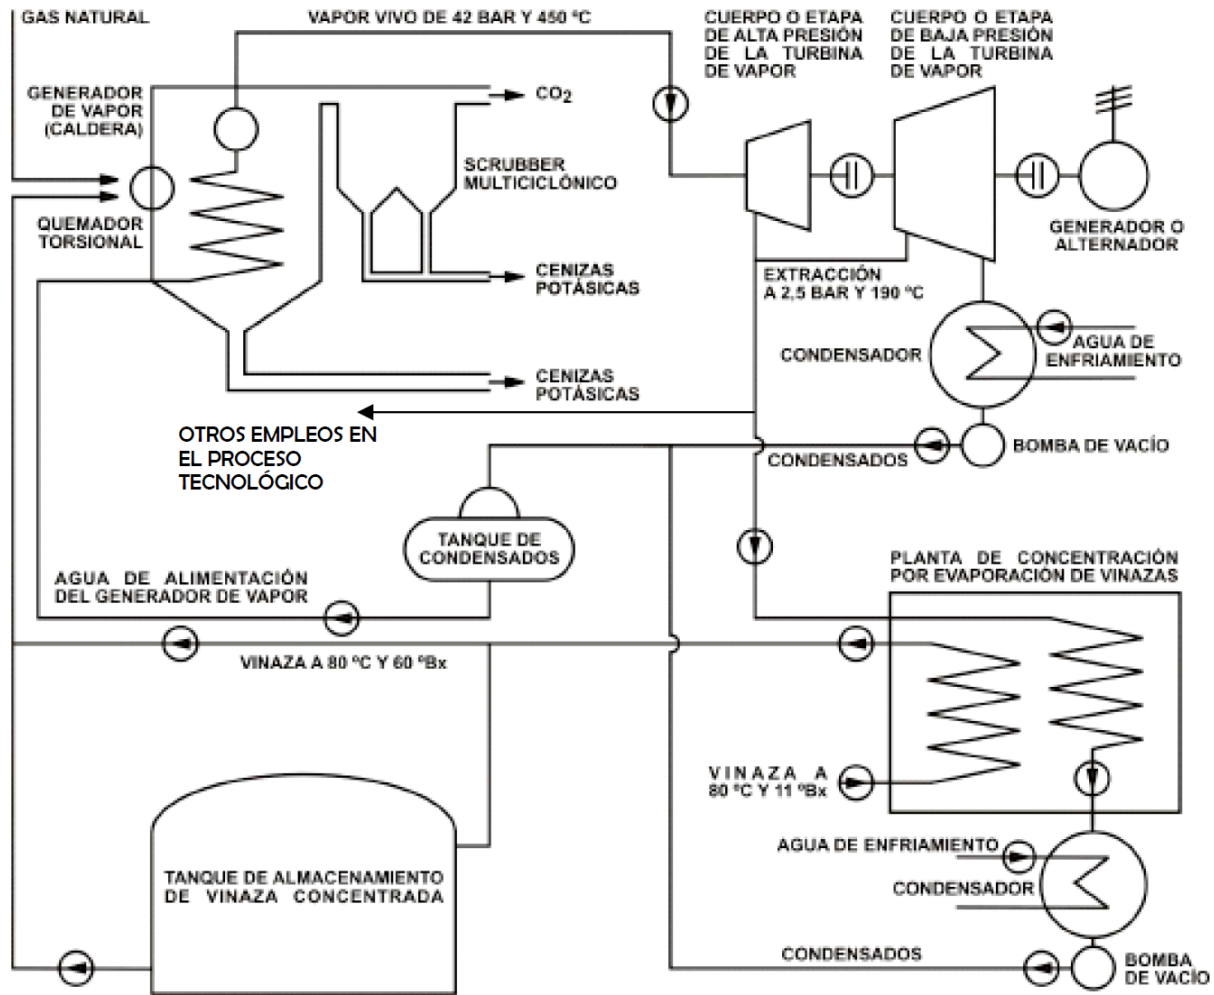 GAS NATURAL
VAPOR VIVO DE 42 BAR Y 450 ºC
CUERPO O ETAPA
DE ALTA PRESIÓN
DE LA TURBINA
DE VAPOR
CUERPO O ETAPA
DE BAJA PRESIÓN
DE LA TURBINA
DE VAPOR
GENERADOR
DE VAPOR
(CALDERA)
CO2
SCRUBBER
MULTICICLÓNICO
QUEMADOR
TORSIONAL
GENERADOR O
ALTERNADOR
CENIZAS
POTÁSICAS
EXTRACCIÓN
A 2,5 BAR Y 190 ºC
CONDENSADOR
AGUA DE
ENFRIAMIENTO
CENIZAS
POTÁSICAS
OTROS EMPLEOS EN
EL PROCESO
TECNOLÓGICO
CONDENSADOS
BOMBA DE VACÍO
TANQUE DE
CONDENSADOS
AGUA DE ALIMENTACIÓN
DEL GENERADOR DE VAPOR
PLANTA DE CONCENTRACIÓN
POR EVAPORACIÓN DE VINAZAS
VINAZA A 80 ºC Y 60 ºBx
VINAZA A
80 ºC Y 11 ºBx
AGUA DE ENFRIAMIENTO
CONDENSADOR
TANQUE DE ALMACENAMIENTO
DE VINAZA CONCENTRADA
CONDENSADOS
BOMBA
DE VACÍO